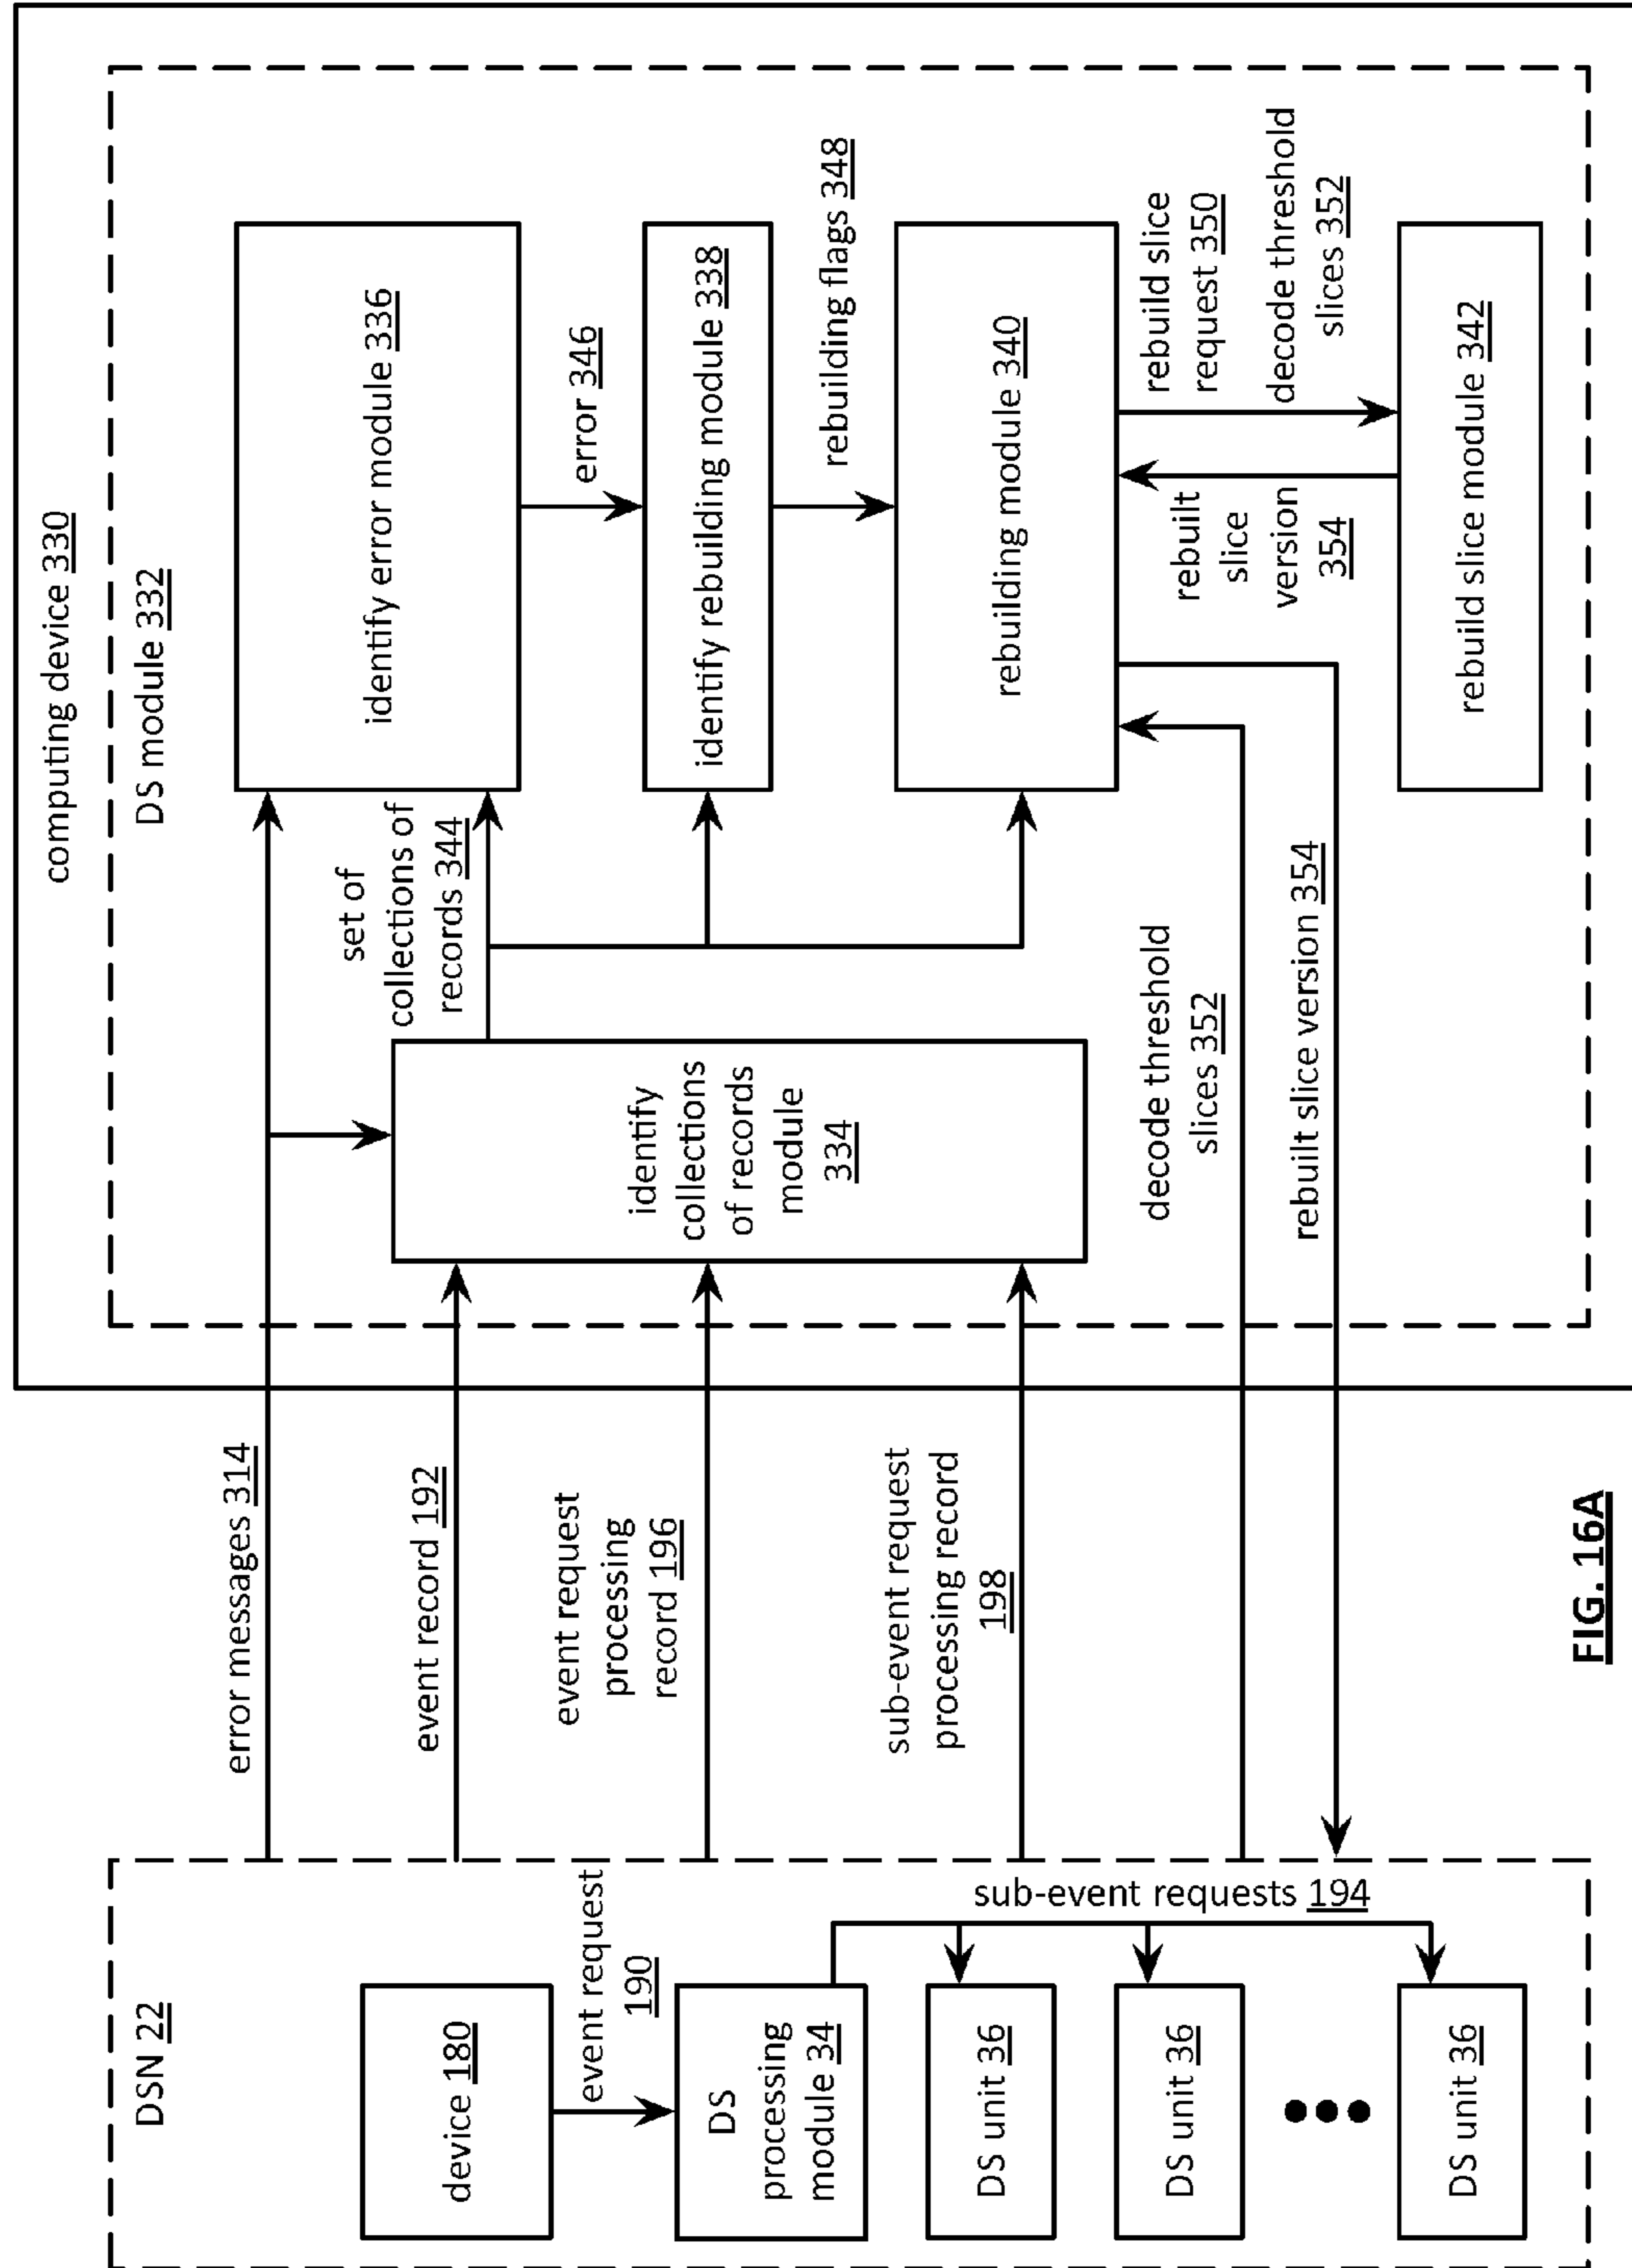 computing device 330
DSN 22
DS module 332
device 180
event request
190
DS
processing
module 34
sub-event requests 194
DS unit 36
DS unit 36
DS unit 36
error messages 314
event record 192
event request
processing
record 196
sub-event request
processing record
198
identify
collections
of records
module
334
set of
collections of
records 344
identify error module 336
error 346
identify rebuilding module 338
rebuilding flags 348
rebuilding module 340
rebuilt
slice
version
354
rebuild slice
request 350
decode threshold
slices 352
rebuild slice module 342
decode threshold
slices 352
rebuilt slice version 354
FIG. 16A